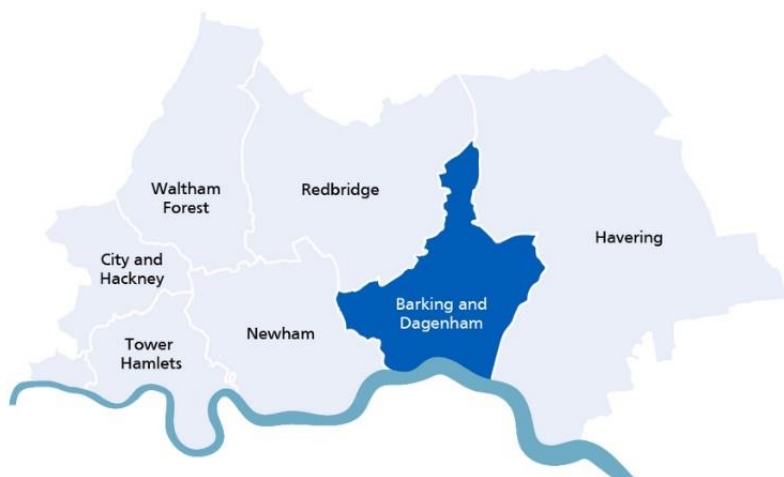 Waltham
Forest
Redbridge
Havering
City and
Hackney
Barking and
Dagenham
Newham
Tower
Hamlets